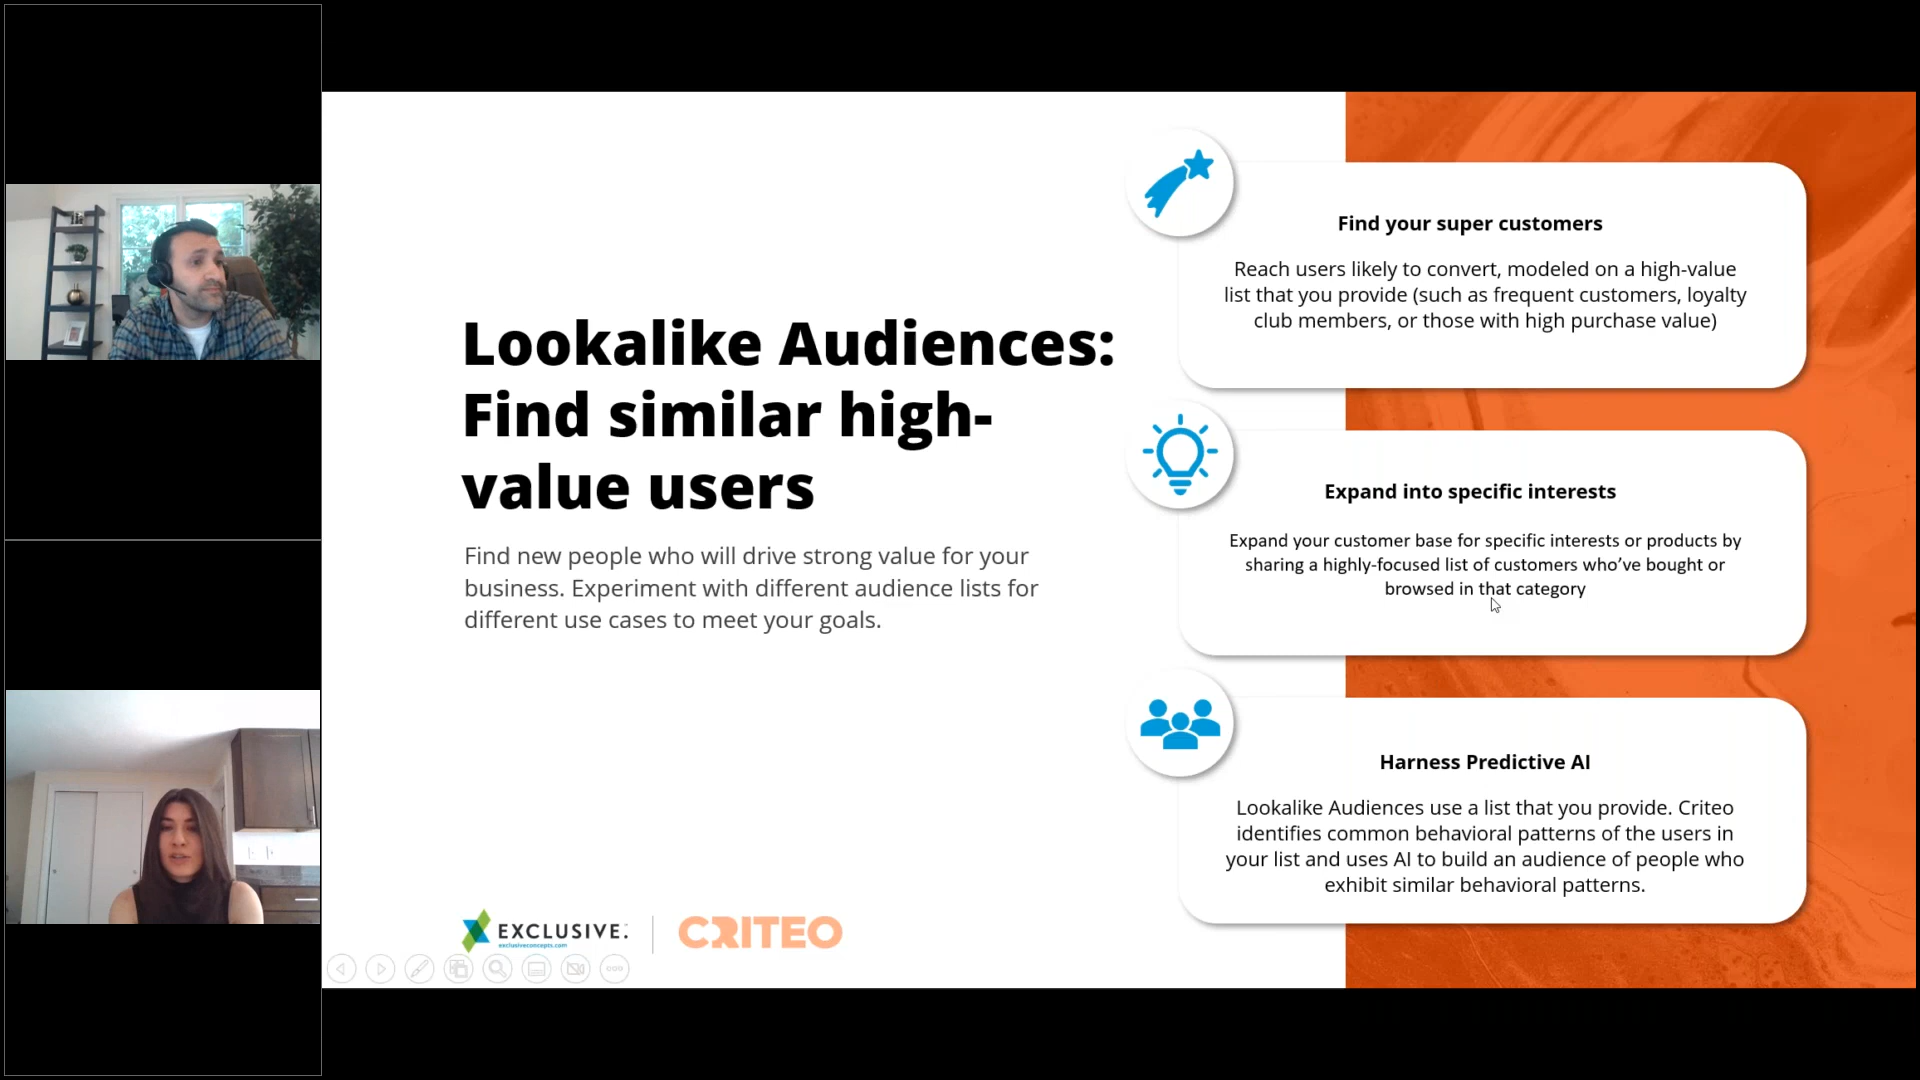 Lookalike Audiences:
Find similar high-
value users
Find new people who will drive strong value for your
business. Experiment with different audience lists for
different use cases to meet your goals.
Find your super customers
Reach users likely to convert, modeled on a high-value
list that you provide (such as frequent customers, loyalty
club members, or those with high purchase value)
Expand into specific interests
Expand your customer base for specific interests or products by
sharing a highly-focused list of customers who’ve bought or
browsed in that category
Harness Predictive AI
Lookalike Audiences use a list that you provide. Criteo
identifies common behavioral patterns of the users in
your list and uses AI to build an audience of people who
exhibit similar behavioral patterns.
EXCLUSIVE.
exclusiveconcepts.com
CRITEO